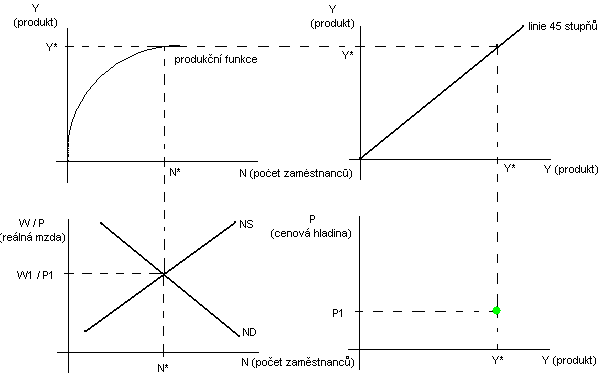 Y
(produkt)
Y*
produkční funkce
N*
N (počet zaměstnanců)
Y
(produkt)
linie 45 stupňů
Y*
Y*
Y (produkt)
W / P
(reálná mzda)
NS
W1 / P1
ND
N*
N (počet zaměstnanců)
P
(cenová hladina)
P1
Y*
Y (produkt)